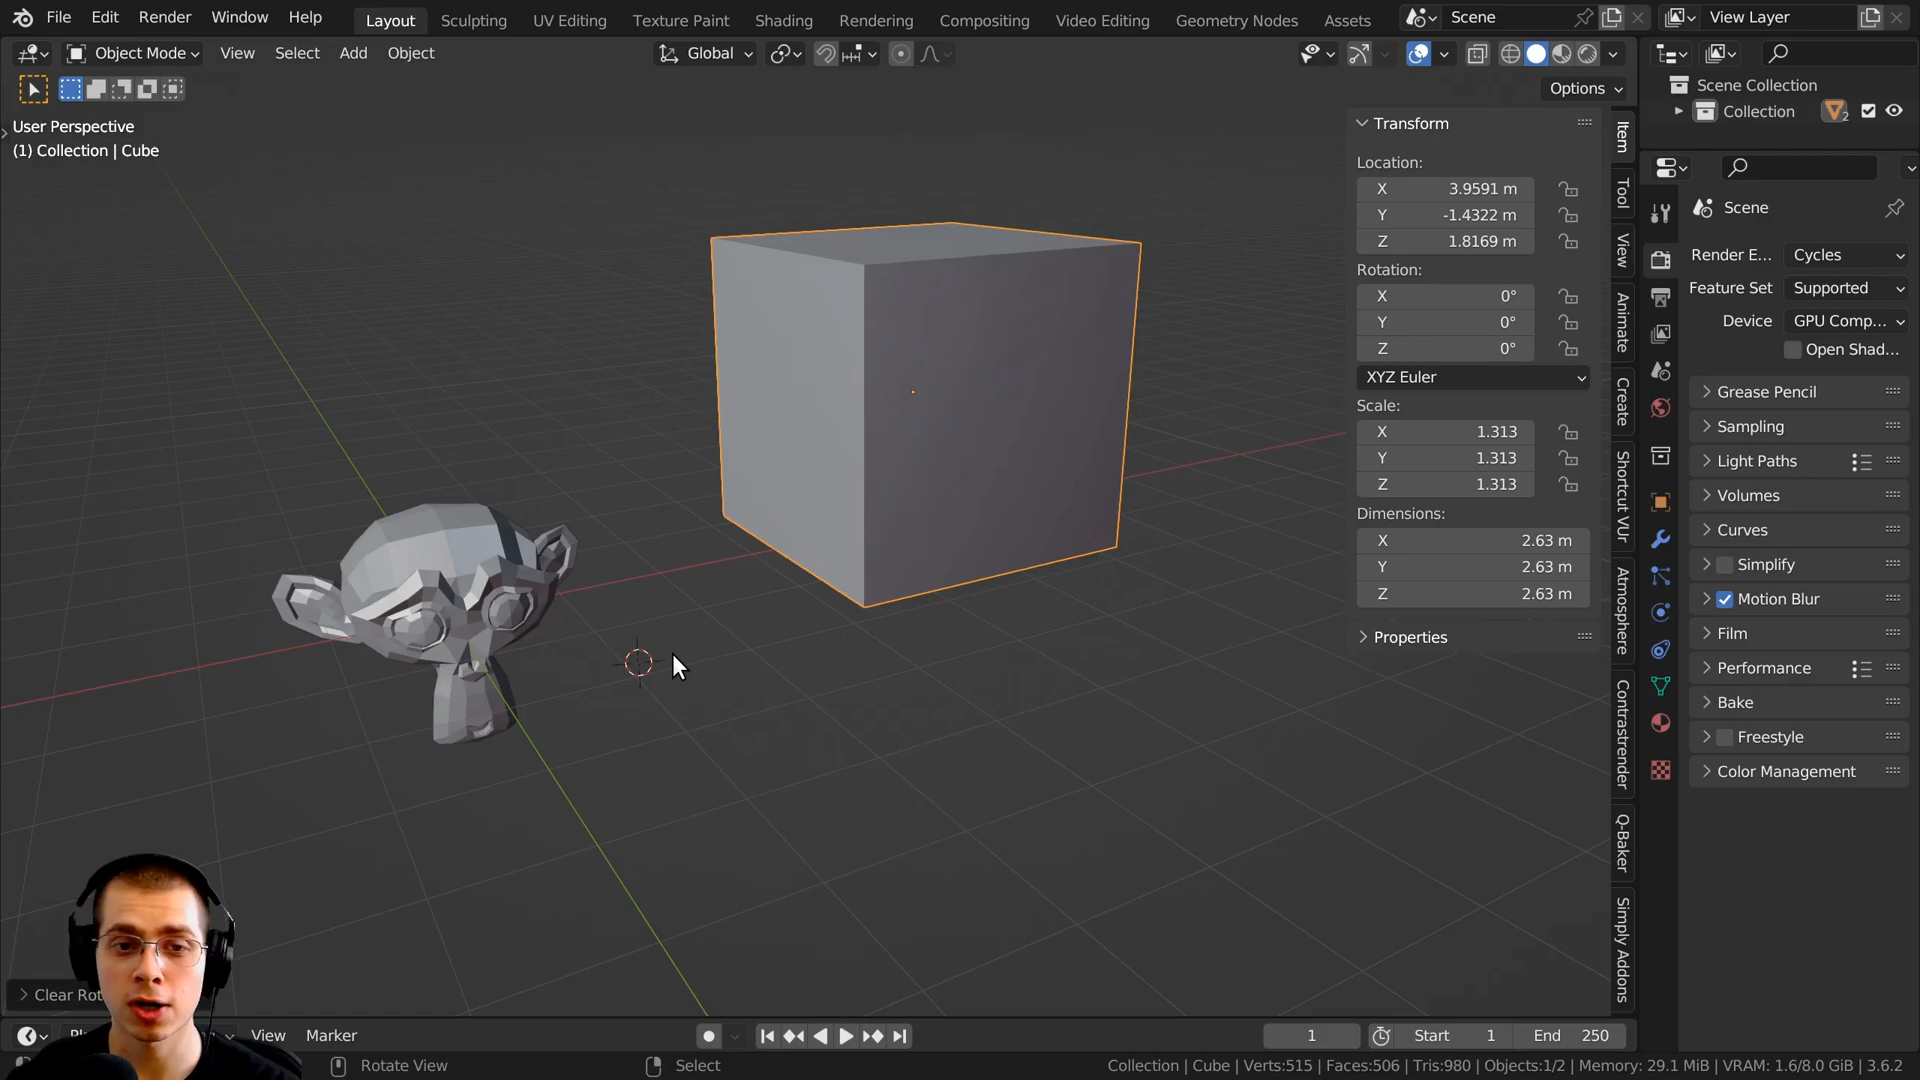 File Edit Render Window Help Layout Sculpting UV Editing Texture Paint Shading Rendering Compositing Video Editing Geometry Nodes Assets Scene View Layer
Object Mode View Select Add Object Global
Options
User Perspective
(1) Collection | Cube
Transform
Location:
X 3.9591 m
Y -1.4322 m
Z 1.8169 m
Rotation:
X 0°
Y 0°
Z 0°
XYZ Euler
Scale:
X 1.313
Y 1.313
Z 1.313
Dimensions:
X 2.63 m
Y 2.63 m
Z 2.63 m
Properties
Item
Tool
View
Animate
Create
Shortcut VUr
Atmosphere
Contrastrender
Q-Baker
Simply Addons
Scene Collection
Collection 2
Scene
Render E... Cycles
Feature Set Supported
Device GPU Comp...
Open Shad...
Grease Pencil
Sampling
Light Paths
Volumes
Curves
Simplify
Motion Blur
Film
Performance
Bake
Freestyle
Color Management
Clear Rot
View Marker 1 Start 1 End 250
Rotate View Select Collection | Cube | Verts:515 | Faces:506 | Tris:980 | Objects:1/2 | Memory: 29.1 MiB | VRAM: 1.6/8.0 GiB | 3.6.2